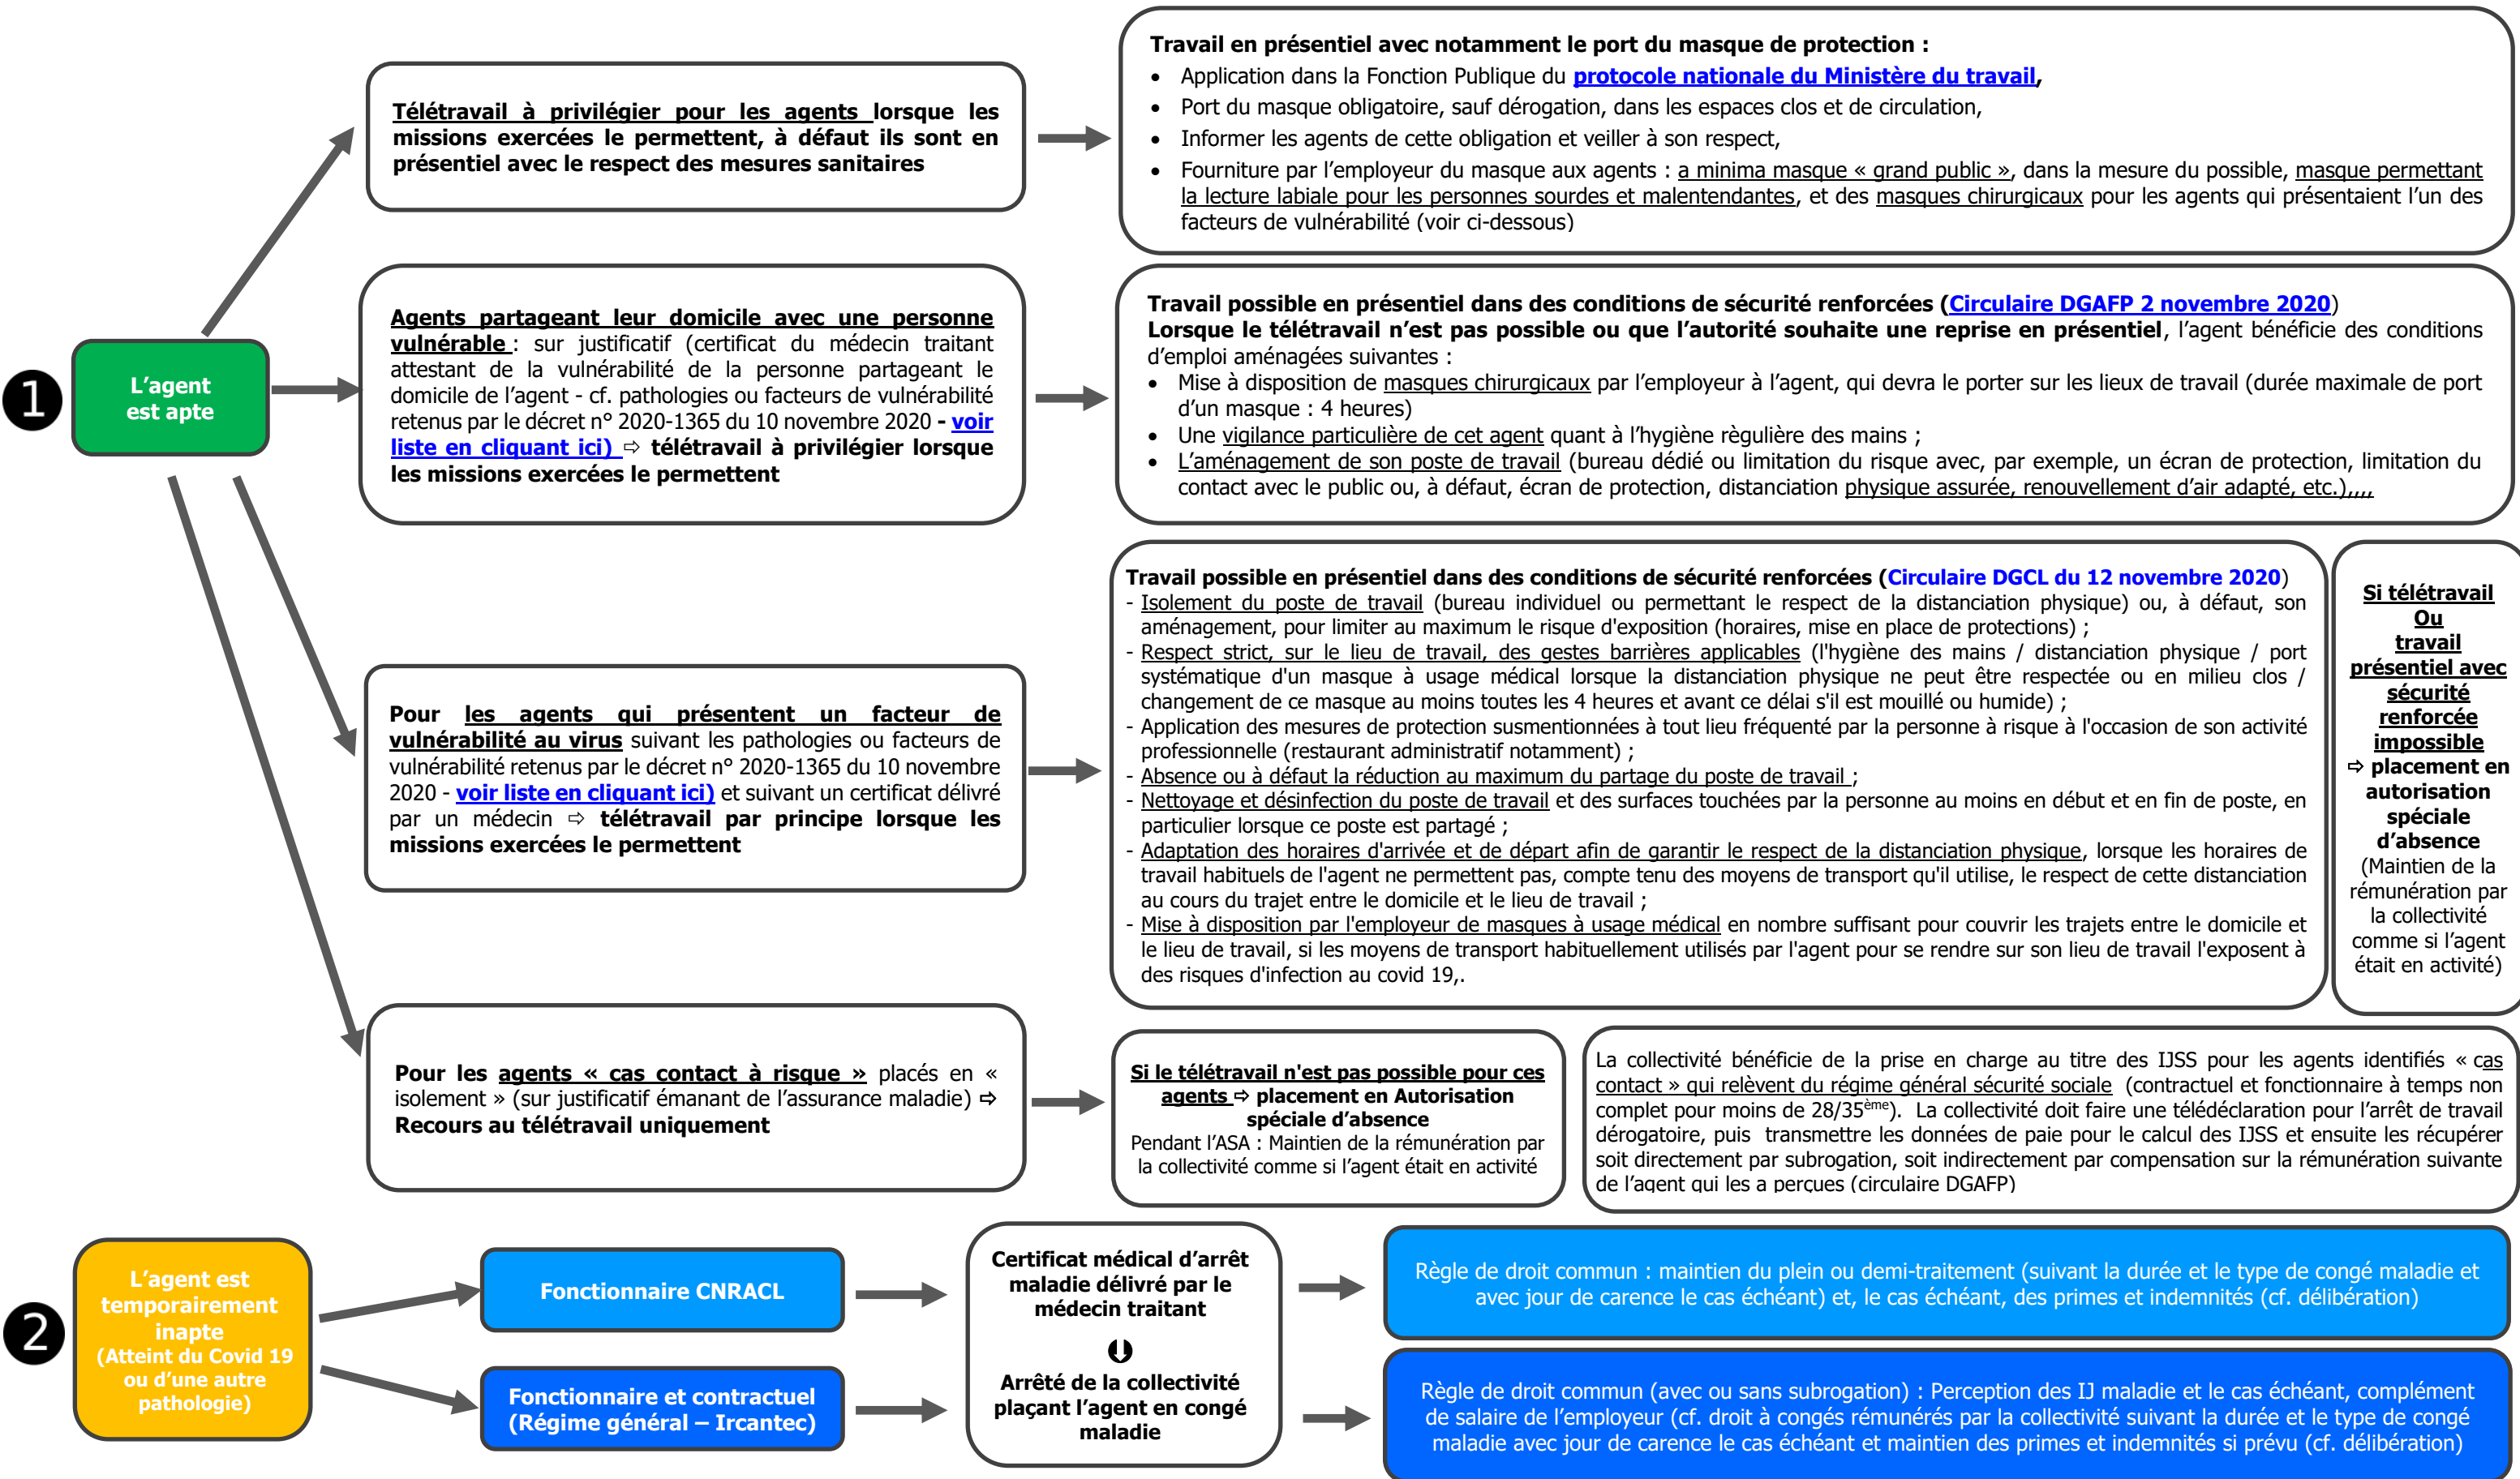 Travail en présentiel avec notamment le port du masque de protection :
• Application dans la Fonction Publique du protocole nationale du Ministère du travail,
• Port du masque obligatoire, sauf dérogation, dans les espaces clos et de circulation,
• Informer les agents de cette obligation et veiller à son respect,
• Fourniture par l’employeur du masque aux agents : a minima masque « grand public », dans la mesure du possible, masque permettant
la lecture labiale pour les personnes sourdes et malentendantes, et des masques chirurgicaux pour les agents qui présentaient l’un des
facteurs de vulnérabilité (voir ci-dessous)
Télétravail à privilégier pour les agents lorsque les
missions exercées le permettent, à défaut ils sont en
présentiel avec le respect des mesures sanitaires
1
L’agent
est apte
Agents partageant leur domicile avec une personne
vulnérable : sur justificatif (certificat du médecin traitant
attestant de la vulnérabilité de la personne partageant le
domicile de l’agent - cf. pathologies ou facteurs de vulnérabilité
retenus par le décret n° 2020-1365 du 10 novembre 2020 - voir
liste en cliquant ici) ⇨ télétravail à privilégier lorsque
les missions exercées le permettent
Travail possible en présentiel dans des conditions de sécurité renforcées (Circulaire DGAFP 2 novembre 2020)
Lorsque le télétravail n’est pas possible ou que l’autorité souhaite une reprise en présentiel, l’agent bénéficie des conditions
d’emploi aménagées suivantes :
• Mise à disposition de masques chirurgicaux par l’employeur à l’agent, qui devra le porter sur les lieux de travail (durée maximale de port
d’un masque : 4 heures)
• Une vigilance particulière de cet agent quant à l’hygiène règulière des mains ;
• L’aménagement de son poste de travail (bureau dédié ou limitation du risque avec, par exemple, un écran de protection, limitation du
contact avec le public ou, à défaut, écran de protection, distanciation physique assurée, renouvellement d’air adapté, etc.),,,,
Pour les agents qui présentent un facteur de
vulnérabilité au virus suivant les pathologies ou facteurs de
vulnérabilité retenus par le décret n° 2020-1365 du 10 novembre
2020 - voir liste en cliquant ici) et suivant un certificat délivré
par un médecin ⇨ télétravail par principe lorsque les
missions exercées le permettent
Travail possible en présentiel dans des conditions de sécurité renforcées (Circulaire DGCL du 12 novembre 2020)
- Isolement du poste de travail (bureau individuel ou permettant le respect de la distanciation physique) ou, à défaut, son
aménagement, pour limiter au maximum le risque d'exposition (horaires, mise en place de protections) ;
- Respect strict, sur le lieu de travail, des gestes barrières applicables (l'hygiène des mains / distanciation physique / port
systématique d'un masque à usage médical lorsque la distanciation physique ne peut être respectée ou en milieu clos /
changement de ce masque au moins toutes les 4 heures et avant ce délai s'il est mouillé ou humide) ;
- Application des mesures de protection susmentionnées à tout lieu fréquenté par la personne à risque à l'occasion de son activité
professionnelle (restaurant administratif notamment) ;
- Absence ou à défaut la réduction au maximum du partage du poste de travail ;
- Nettoyage et désinfection du poste de travail et des surfaces touchées par la personne au moins en début et en fin de poste, en
particulier lorsque ce poste est partagé ;
- Adaptation des horaires d'arrivée et de départ afin de garantir le respect de la distanciation physique, lorsque les horaires de
travail habituels de l'agent ne permettent pas, compte tenu des moyens de transport qu'il utilise, le respect de cette distanciation
au cours du trajet entre le domicile et le lieu de travail ;
- Mise à disposition par l'employeur de masques à usage médical en nombre suffisant pour couvrir les trajets entre le domicile et
le lieu de travail, si les moyens de transport habituellement utilisés par l'agent pour se rendre sur son lieu de travail l'exposent à
des risques d'infection au covid 19,.
Si télétravail
Ou
travail
présentiel avec
sécurité
renforcée
impossible
⇨ placement en
autorisation
spéciale
d’absence
(Maintien de la
rémunération par
la collectivité
comme si l’agent
était en activité)
Pour les agents « cas contact à risque » placés en «
isolement » (sur justificatif émanant de l’assurance maladie) ⇨
Recours au télétravail uniquement
Si le télétravail n'est pas possible pour ces
agents ⇨ placement en Autorisation
spéciale d’absence
Pendant l’ASA : Maintien de la rémunération par
la collectivité comme si l’agent était en activité
La collectivité bénéficie de la prise en charge au titre des IJSS pour les agents identifiés « cas
contact » qui relèvent du régime général sécurité sociale (contractuel et fonctionnaire à temps non
complet pour moins de 28/35ème). La collectivité doit faire une télédéclaration pour l’arrêt de travail
dérogatoire, puis transmettre les données de paie pour le calcul des IJSS et ensuite les récupérer
soit directement par subrogation, soit indirectement par compensation sur la rémunération suivante
de l’agent qui les a perçues (circulaire DGAFP)
2
L’agent est
temporairement
inapte
(Atteint du Covid 19
ou d’une autre
pathologie)
Fonctionnaire CNRACL
Fonctionnaire et contractuel
(Régime général – Ircantec)
Certificat médical d’arrêt
maladie délivré par le
médecin traitant
Arrêté de la collectivité
plaçant l’agent en congé
maladie
Règle de droit commun : maintien du plein ou demi-traitement (suivant la durée et le type de congé maladie et
avec jour de carence le cas échéant) et, le cas échéant, des primes et indemnités (cf. délibération)
Règle de droit commun (avec ou sans subrogation) : Perception des IJ maladie et le cas échéant, complément
de salaire de l’employeur (cf. droit à congés rémunérés par la collectivité suivant la durée et le type de congé
maladie avec jour de carence le cas échéant et maintien des primes et indemnités si prévu (cf. délibération)